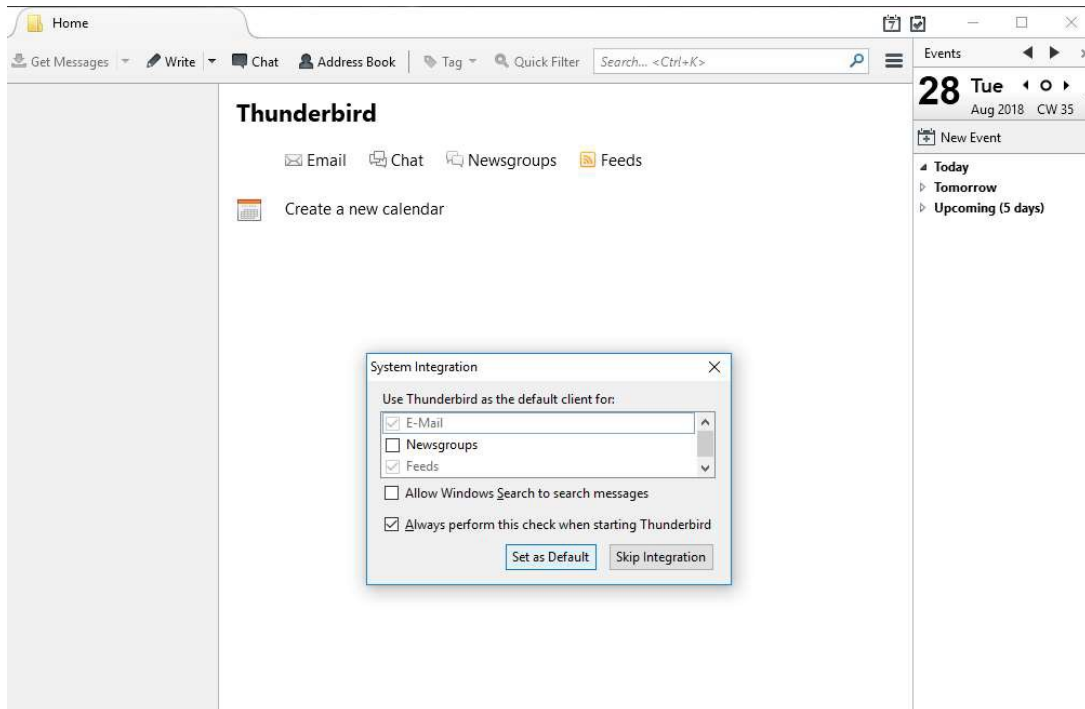 Home
7
Get Messages Write Chat Address Book Tag Quick Filter Search... <Ctrl+K>
Events
28 Tue
Aug 2018 CW 35
New Event
Today
Tomorrow
Upcoming (5 days)
Thunderbird
Email Chat Newsgroups Feeds
Create a new calendar
System Integration
Use Thunderbird as the default client for:
E-Mail
Newsgroups
Feeds
Allow Windows Search to search messages
Always perform this check when starting Thunderbird
Set as Default Skip Integration